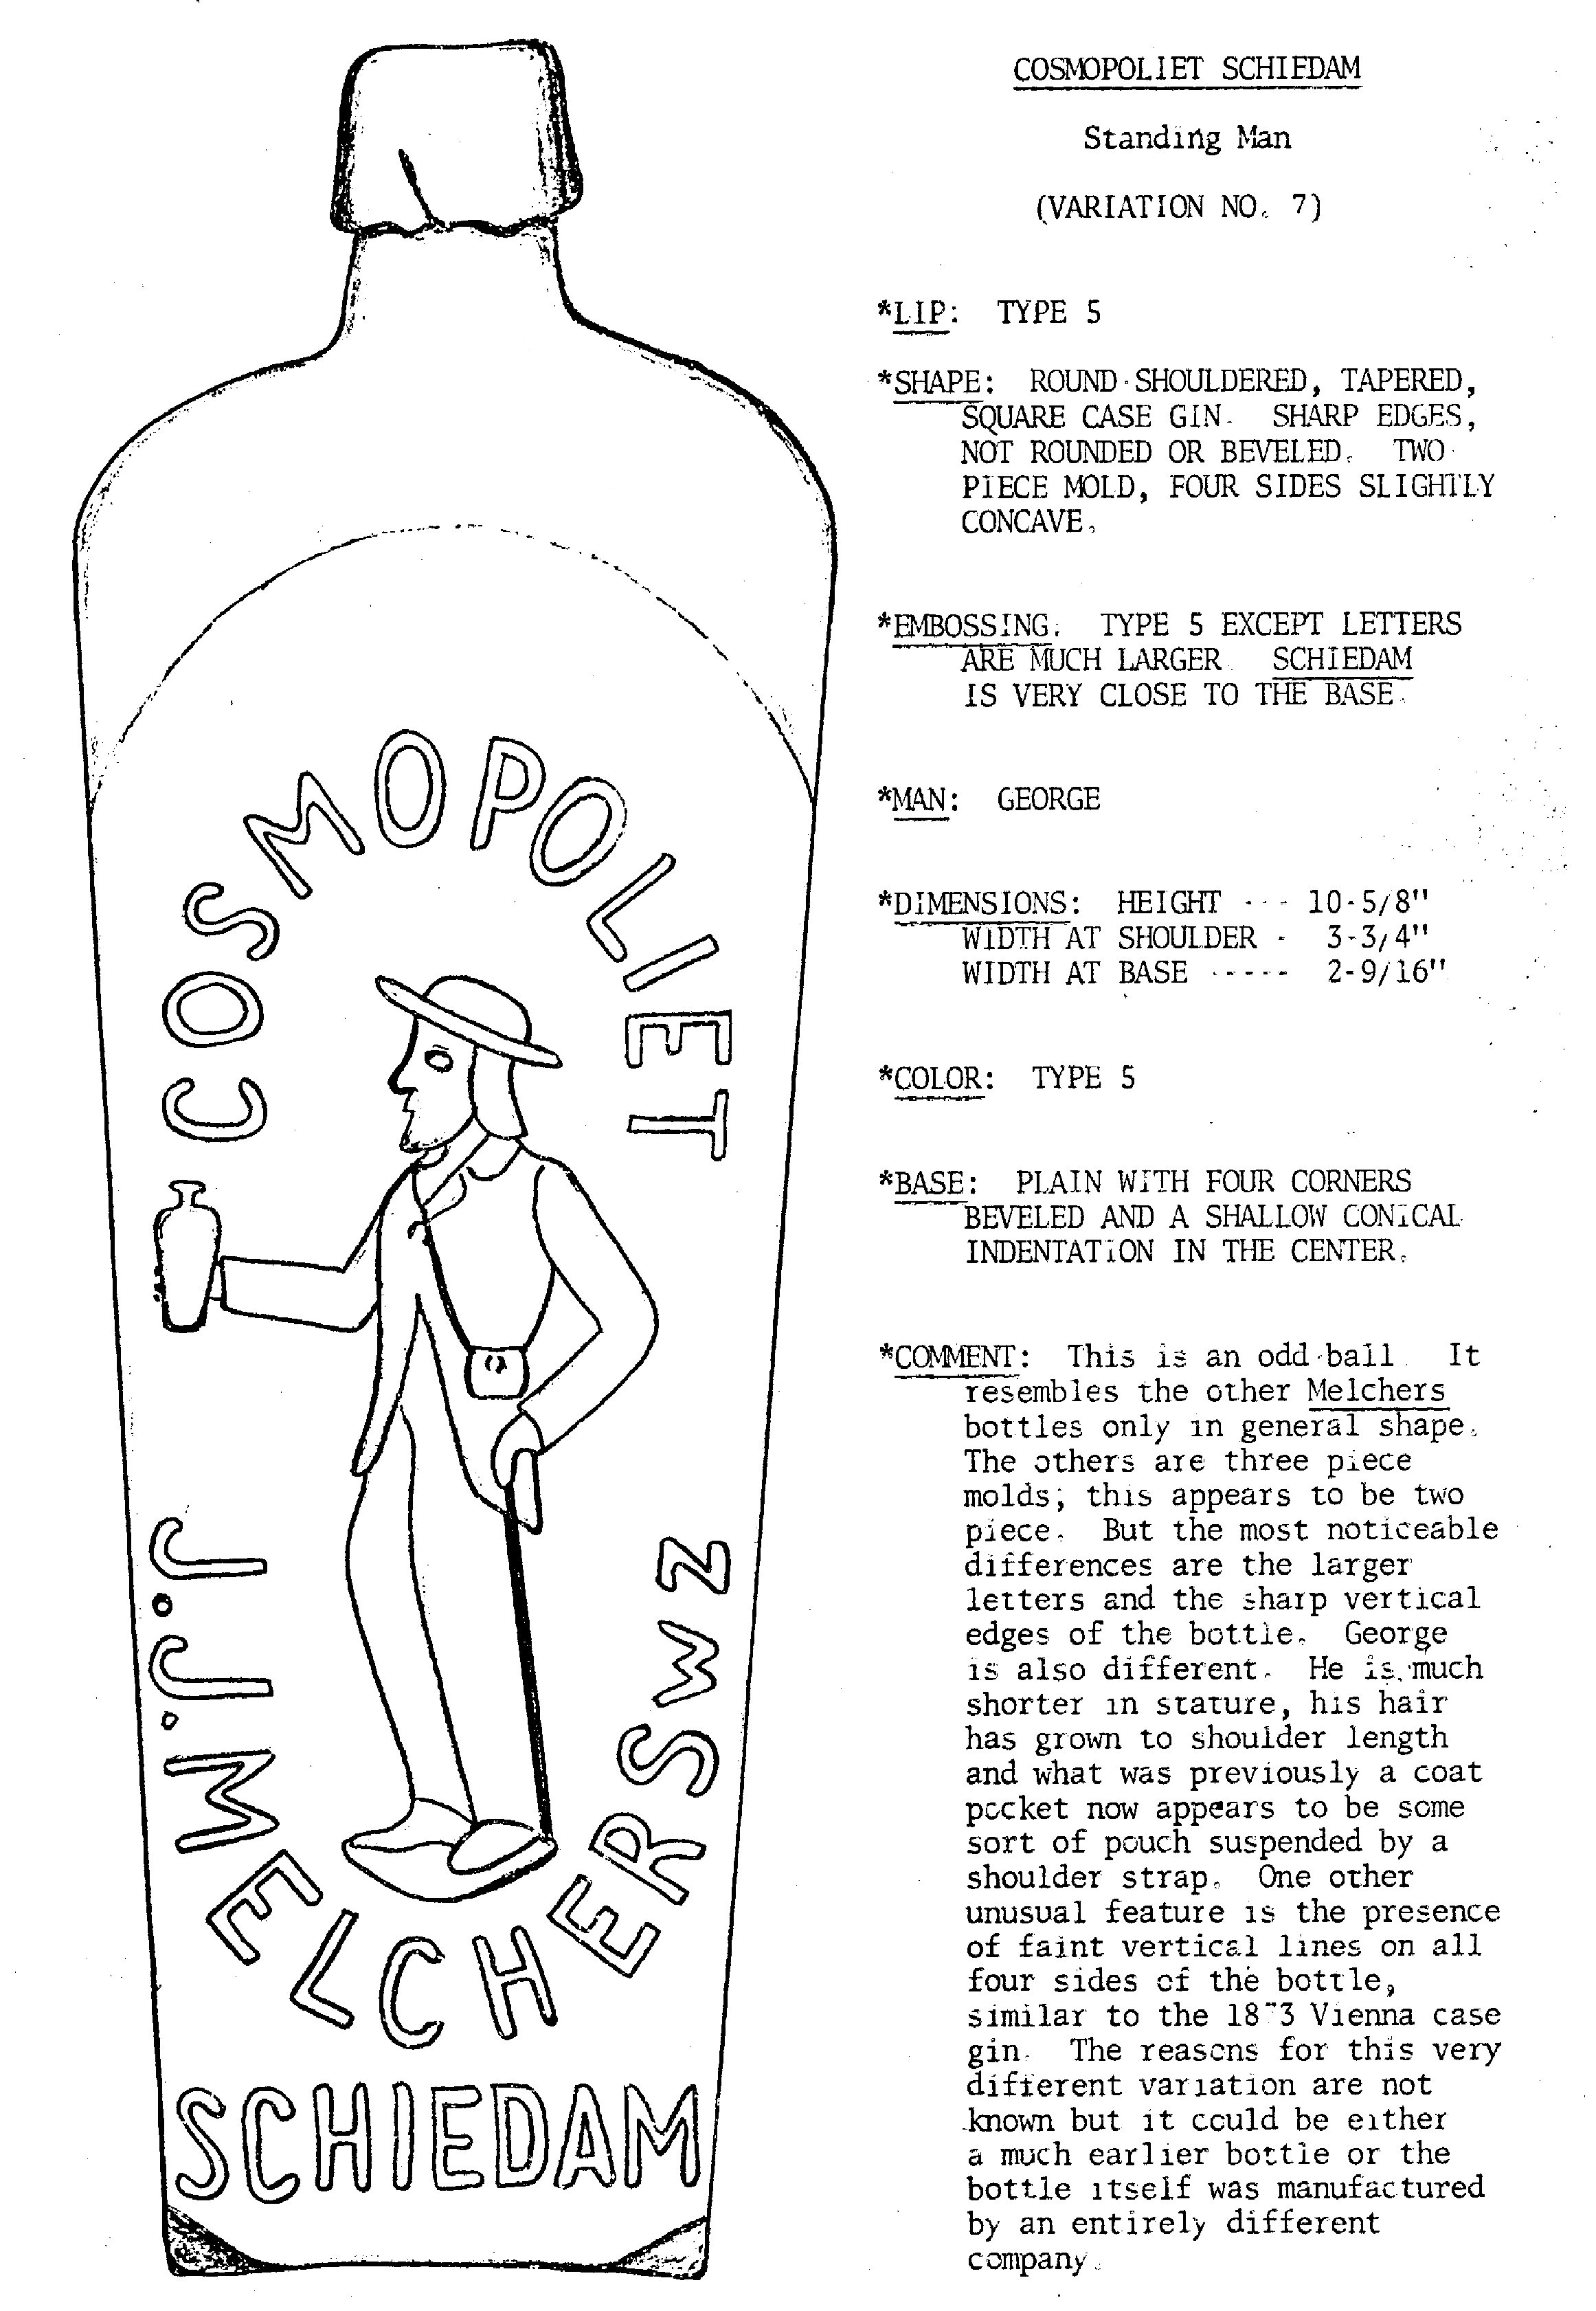 COSMOPOLIET
J.J.MELCHERSWZ
SCHIEDAM
COSMOPOLIET SCHIEDAM
Standing Man
(VARIATION NO. 7)
*LIP: TYPE 5
*SHAPE: ROUND-SHOULDERED, TAPERED,
SQUARE CASE GIN. SHARP EDGES,
NOT ROUNDED OR BEVELED. TWO
PIECE MOLD, FOUR SIDES SLIGHTLY
CONCAVE.
*EMBOSSING: TYPE 5 EXCEPT LETTERS
ARE MUCH LARGER. SCHIEDAM
IS VERY CLOSE TO THE BASE.
*MAN: GEORGE
*DIMENSIONS: HEIGHT --- 10-5/8"
WIDTH AT SHOULDER - 3-3/4"
WIDTH AT BASE ----- 2-9/16"
*COLOR: TYPE 5
*BASE: PLAIN WITH FOUR CORNERS
BEVELED AND A SHALLOW CONICAL
INDENTATION IN THE CENTER.
*COMMENT: This is an odd-ball. It
resembles the other Melchers
bottles only in general shape.
The others are three piece
molds; this appears to be two
piece. But the most noticeable
differences are the larger
letters and the sharp vertical
edges of the bottle. George
is also different. He is much
shorter in stature, his hair
has grown to shoulder length
and what was previously a coat
pocket now appears to be some
sort of pouch suspended by a
shoulder strap. One other
unusual feature is the presence
of faint vertical lines on all
four sides of the bottle,
similar to the 1873 Vienna case
gin. The reasons for this very
different variation are not
known but it could be either
a much earlier bottle or the
bottle itself was manufactured
by an entirely different
company.